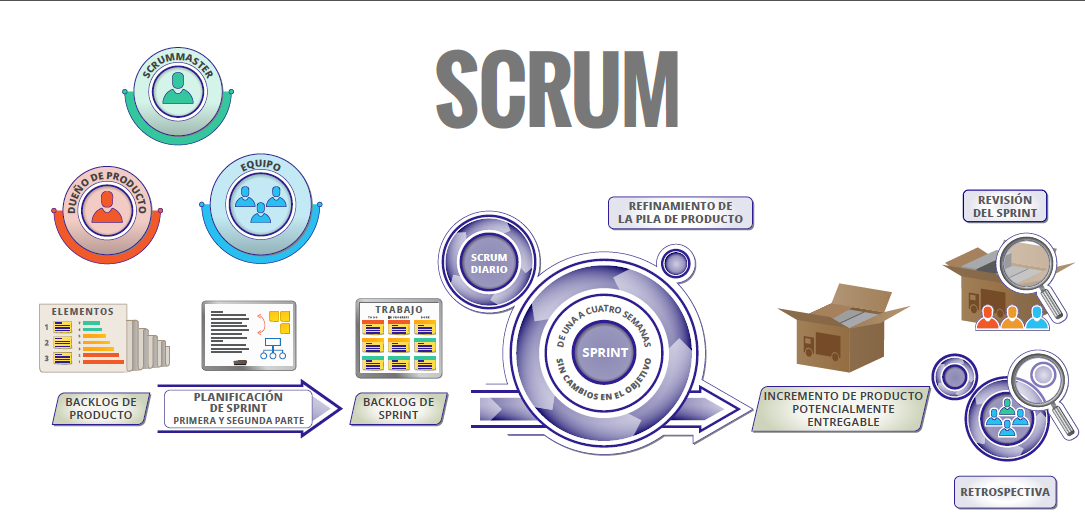 SCRUM
SCRUMMASTER
DUEÑO DE PRODUCTO
EQUIPO
REFINAMIENTO DE
LA PILA DE PRODUCTO
REVISIÓN
DEL SPRINT
SCRUM
DIARIO
ELEMENTOS
1
2
3
TRABAJO
DE UNA A CUATRO SEMANAS
SPRINT
SIN CAMBIOS EN EL OBJETIVO
BACKLOG DE
PRODUCTO
PLANIFICACIÓN
DE SPRINT
PRIMERA Y SEGUNDA PARTE
BACKLOG DE
SPRINT
INCREMENTO DE PRODUCTO
POTENCIALMENTE
ENTREGABLE
RETROSPECTIVA